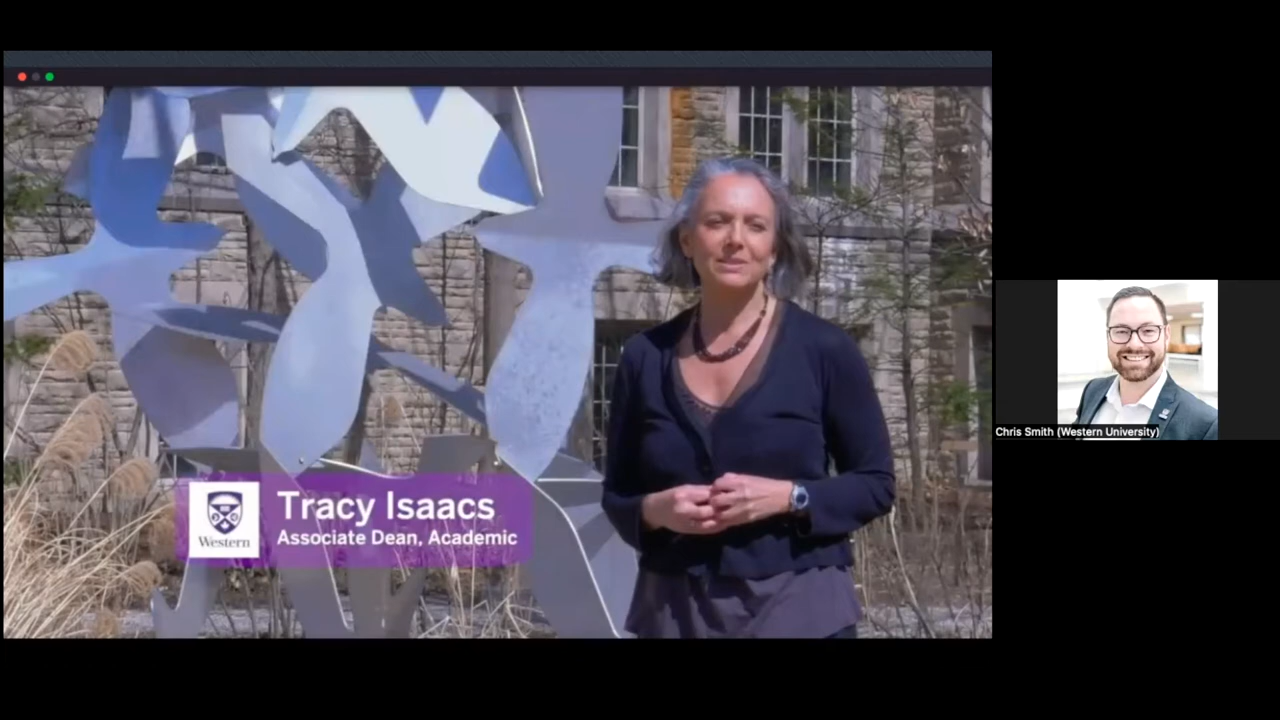 Tracy Isaacs
Associate Dean, Academic
Western
Chris Smith (Western University)